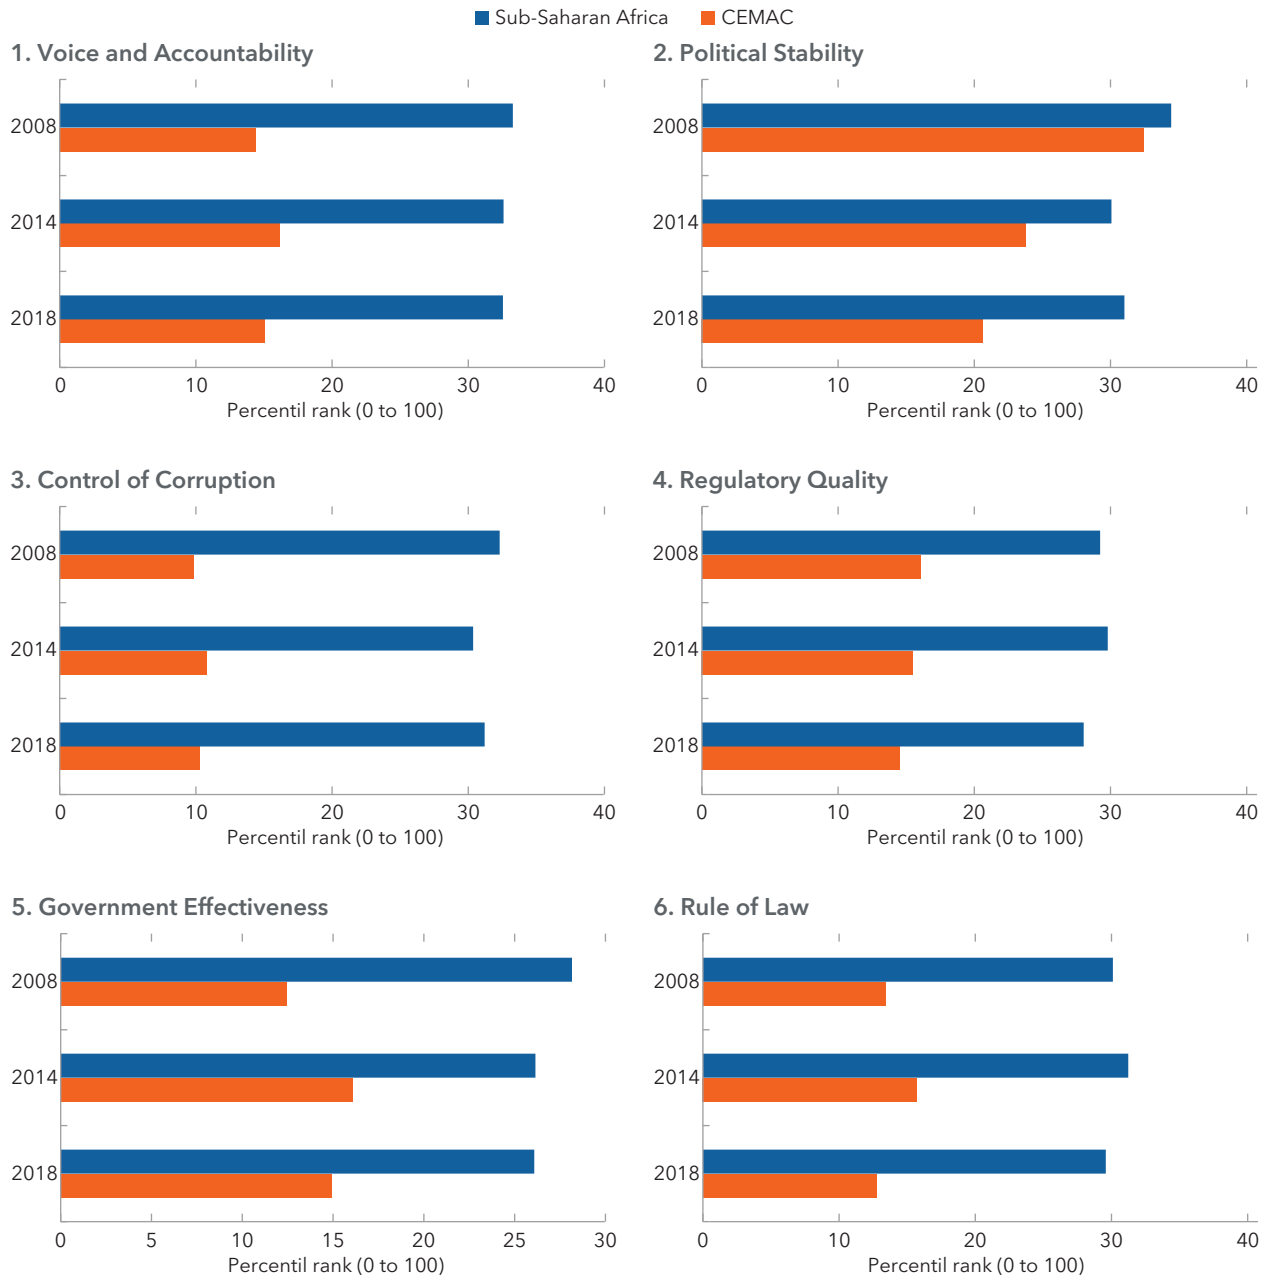 Sub-Saharan Africa CEMAC
1. Voice and Accountability
2008
2014
2018
0 10 20 30 40
Percentil rank (0 to 100)
2. Political Stability
2008
2014
2018
0 10 20 30 40
Percentil rank (0 to 100)
3. Control of Corruption
2008
2014
2018
0 10 20 30 40
Percentil rank (0 to 100)
4. Regulatory Quality
2008
2014
2018
0 10 20 30 40
Percentil rank (0 to 100)
5. Government Effectiveness
2008
2014
2018
0 5 10 15 20 25 30
Percentil rank (0 to 100)
6. Rule of Law
2008
2014
2018
0 10 20 30 40
Percentil rank (0 to 100)